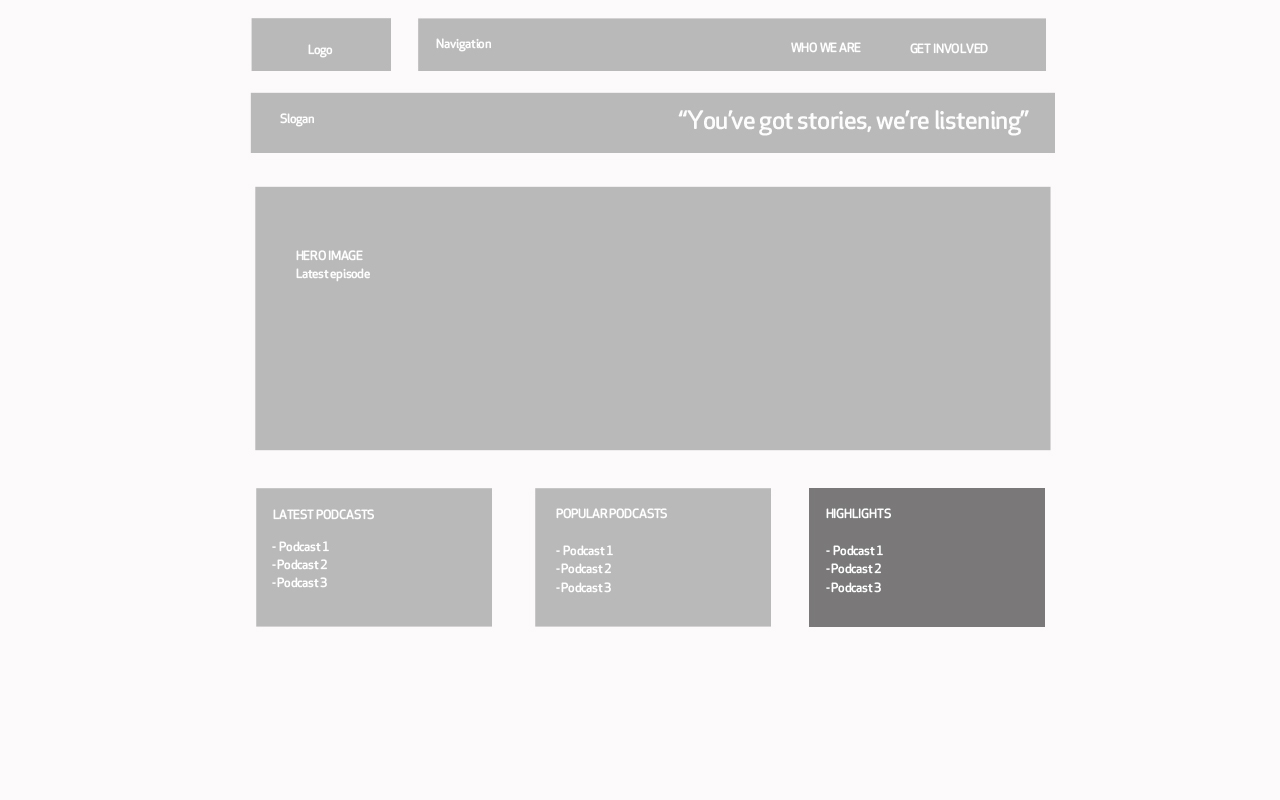 Logo
Navigation
WHO WE ARE
GET INVOLVED
Slogan
“You’ve got stories, we’re listening”
HERO IMAGE
Latest episode
LATEST PODCASTS
- Podcast 1
-Podcast 2
-Podcast 3
POPULAR PODCASTS
- Podcast 1
-Podcast 2
-Podcast 3
HIGHLIGHTS
- Podcast 1
-Podcast 2
-Podcast 3